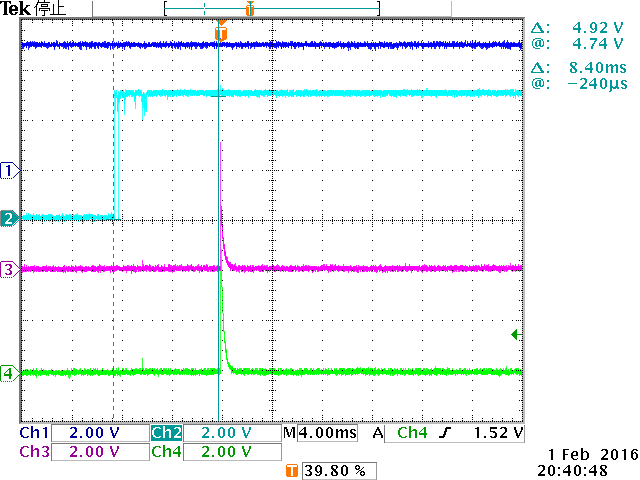 Tek 停止
T
T
Δ: 4.92 V
@: 4.74 V
Δ: 8.40ms
@: −240µs
1
2
3
4
Ch1 2.00 V Ch2 2.00 V M 4.00ms A Ch4 ʃ 1.52 V
Ch3 2.00 V Ch4 2.00 V
T 39.80 %
1 Feb 2016
20:40:48